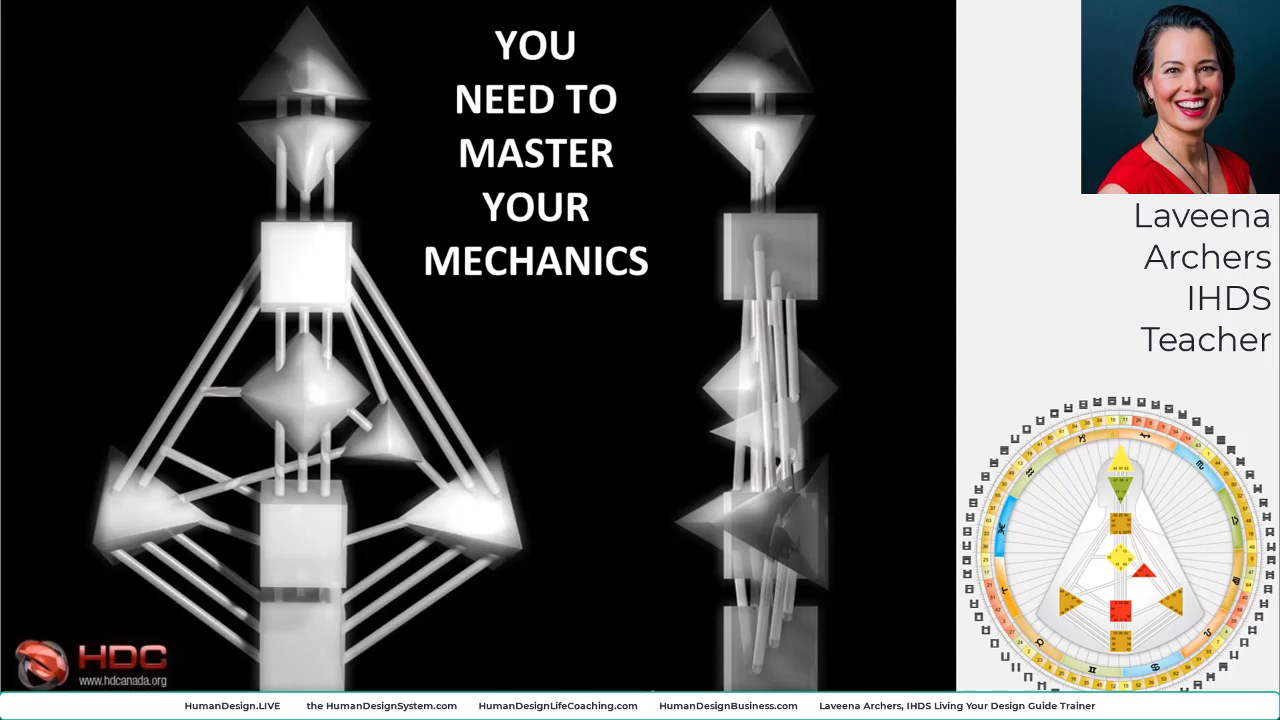 YOU
NEED TO
MASTER
YOUR
MECHANICS
Laveena
Archers
IHDS
Teacher
HDC
www.hdcanada.org
HumanDesign.LIVE the HumanDesignSystem.com HumanDesignLifeCoaching.com HumanDesignBusiness.com Laveena Archers, IHDS Living Your Design Guide Trainer